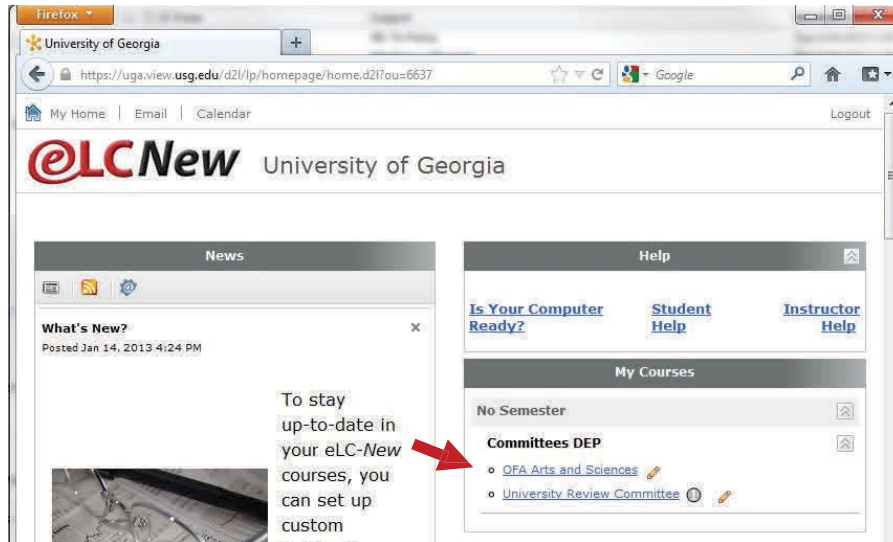 Firefox
University of Georgia
+
https://uga.view.usg.edu/d2l/lp/homepage/home.d2l?ou=6637
Google
My Home | Email | Calendar
Logout
eLCNew University of Georgia
News
What's New?
Posted Jan 14, 2013 4:24 PM
To stay
up-to-date in
your eLC-New
courses, you
can set up
custom
Help
Is Your Computer
Ready?
Student
Help
Instructor
Help
My Courses
No Semester
Committees DEP
OFA Arts and Sciences
University Review Committee